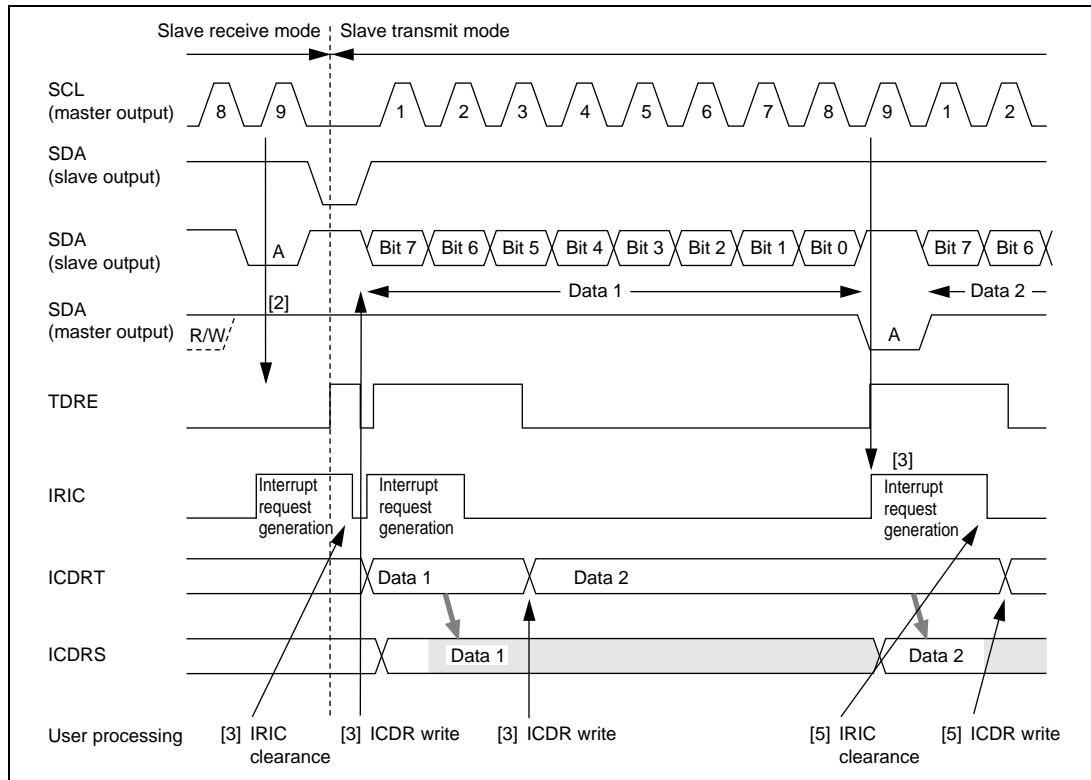 Slave receive mode Slave transmit mode
SCL
(master output)
8 9 1 2 3 4 5 6 7 8 9 1 2
SDA
(slave output)
SDA
(slave output)
A Bit 7 Bit 6 Bit 5 Bit 4 Bit 3 Bit 2 Bit 1 Bit 0 Bit 7 Bit 6
Data 1 Data 2
SDA
(master output)
R/W
[2]
A
TDRE
[3]
IRIC
Interrupt
request
generation
Interrupt
request
generation
Interrupt
request
generation
ICDRT
Data 1 Data 2
ICDRS
Data 1 Data 2
User processing
[3] IRIC
clearance
[3] ICDR write
[3] ICDR write
[5] IRIC
clearance
[5] ICDR write